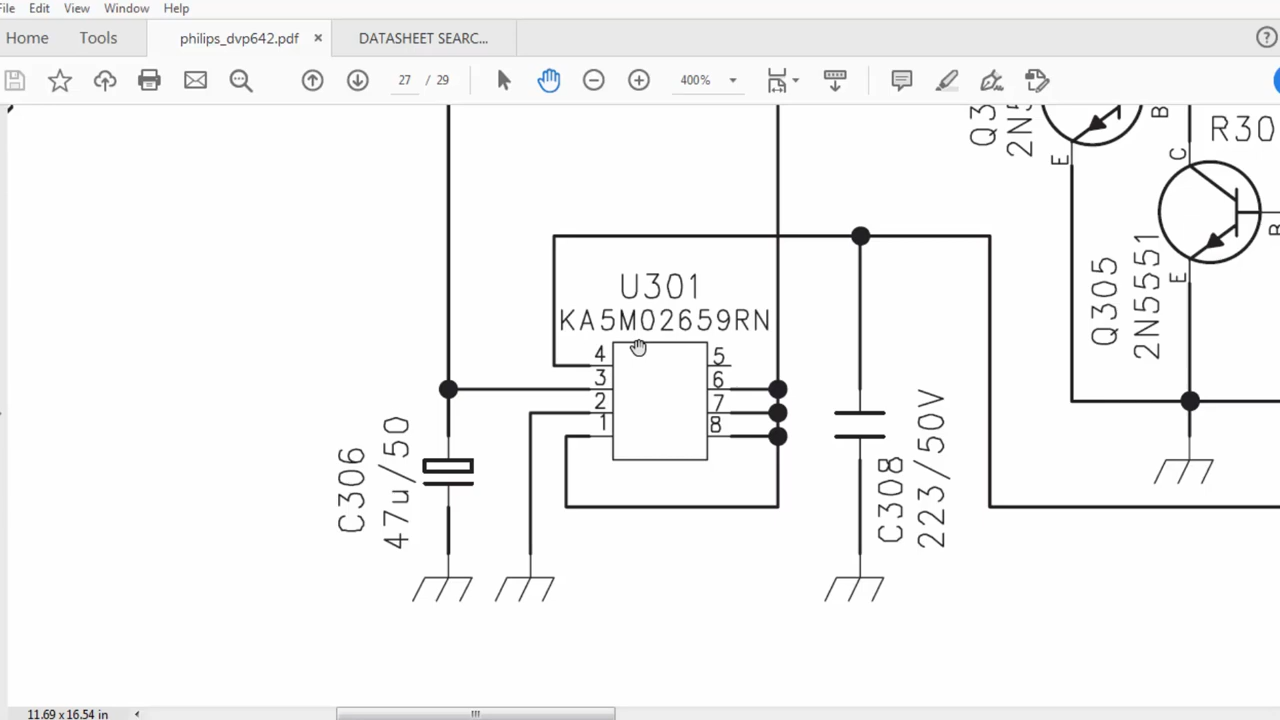 File Edit View Window Help
Home Tools philips_dvp642.pdf × DATASHEET SEARC... ?
27 / 29 400%
Q3
2N5
E
B
R30
C
B
E
Q305
2N5551
U301
KA5M02659RN
4 5
3 6
2 7
1 8
C306
47u/50
C308
223/50V
11.69 x 16.54 in